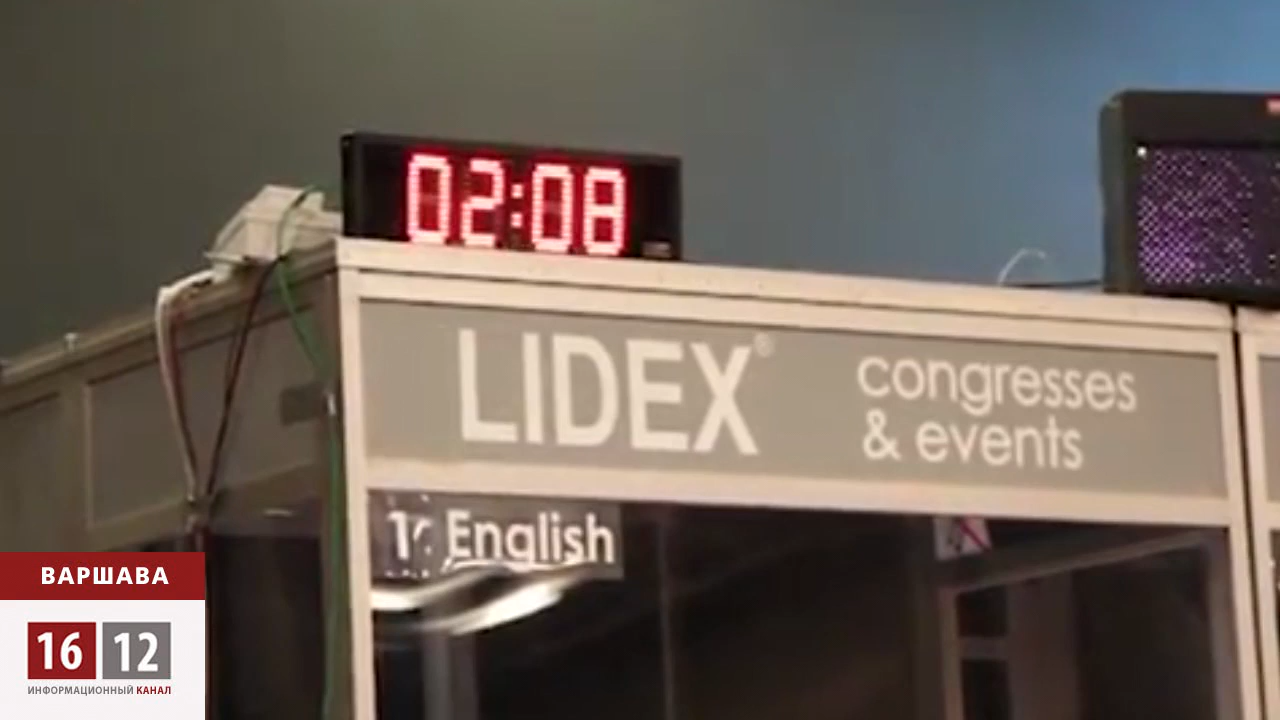 02:08
LIDEX®
congresses
& events
English
ВАРШАВА
16 12
ИНФОРМАЦИОННЫЙ КАНАЛ